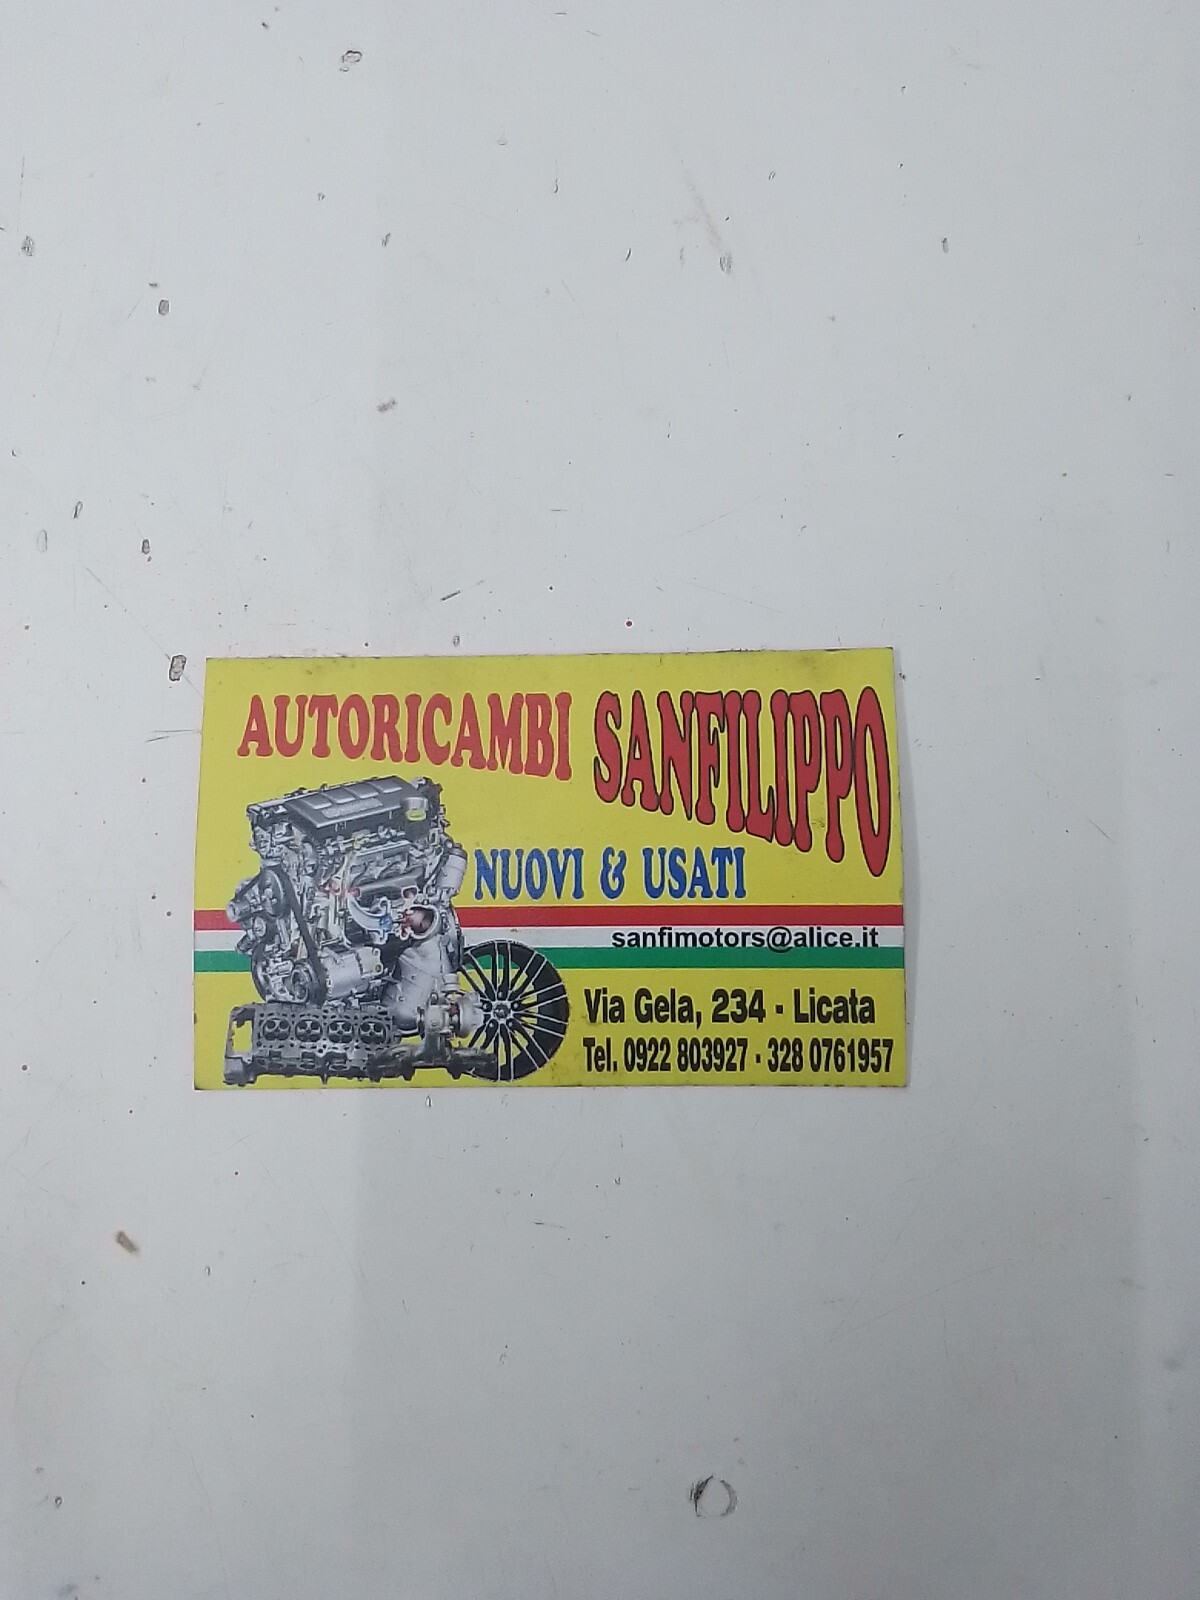 AUTORICAMBI SANFILIPPO
NUOVI & USATI
sanfimotors@alice.it
Via Gela, 234 - Licata
Tel. 0922 803927 - 328 0761957